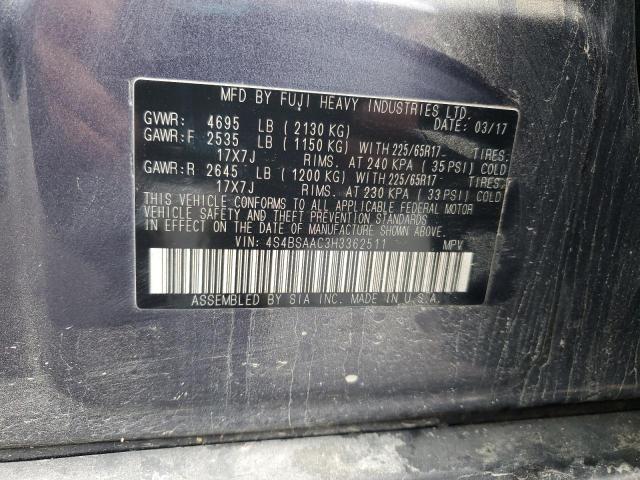 MFD BY FUJI HEAVY INDUSTRIES LTD.
GVWR: 4695 LB (2130 KG) DATE: 03/17
GAWR:F 2535 LB (1150 KG) WITH 225/65R17- TIRES.
17X7J RIMS. AT 240 KPA (35 PSI) COLD
GAWR:R 2645 LB (1200 KG) WITH 225/65R17- TIRES.
17X7J RIMS. AT 230 KPA (33 PSI) COLD
THIS VEHICLE CONFORMS TO ALL APPLICABLE FEDERAL MOTOR
VEHICLE SAFETY AND THEFT PREVENTION STANDARDS
IN EFFECT ON THE DATE OF MANUFACTURE SHOWN ABOVE.
VIN: 4S4BSAAC3H3362511 MPV
ASSEMBLED BY SIA INC. MADE IN U.S.A.